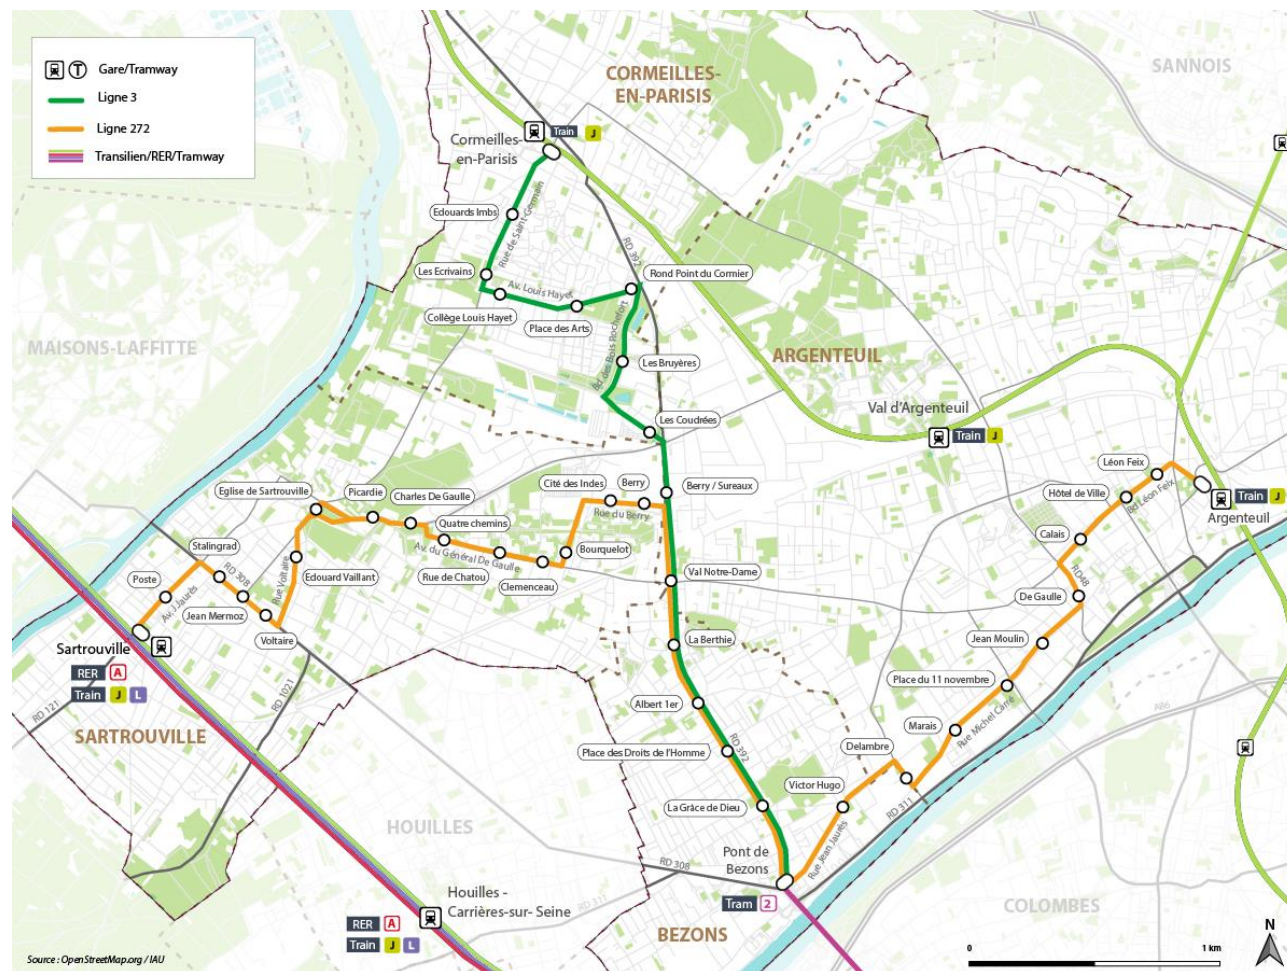 Gare/Tramway
Ligne 3
Ligne 272
Transilien/RER/Tramway
CORMEILLES-
EN-PARISIS
SANNOIS
Train J
Cormeilles-
en-Parisis
Edouards Imbs
Rue de Saint-Germain
RD 392
Les Ecrivains
Rond Point du Cormier
Av. Louis Hayet
Collège Louis Hayet
Place des Arts
Bd des Bois Rochefort
MAISONS-LAFFITTE
ARGENTEUIL
Les Bruyères
Val d'Argenteuil
Les Coudrées
Train J
Léon Feix
Cité des Indes
Berry
Berry / Sureaux
Eglise de Sartrouville
Picardie
Charles De Gaulle
Hôtel de Ville
Bd Léon Feix
Train J
Argenteuil
Rue du Berry
Quatre chemins
Calais
Stalingrad
Av. du Général De Gaulle
Bourquelot
RD48
Poste
RD 308
Rue Voltaire
Edouard Vaillant
Rue de Chatou
Clemenceau
Val Notre-Dame
De Gaulle
Av. J.Jaurès
Jean Mermoz
Voltaire
La Berthie
Jean Moulin
Sartrouville
RER A
Train J L
Place du 11 novembre
RD 121
RD 1021
Albert 1er
Rue Michel Carré
A86
SARTROUVILLE
RD 392
Marais
Place des Droits de l'Homme
Delambre
Victor Hugo
La Grâce de Dieu
RD 311
HOUILLES
Rue Jean Jaurès
Pont de
Bezons
RD 308
Tram 2
Houilles -
Carrières-sur- Seine
RD 311
RER A
Train J L
COLOMBES
BEZONS
N
0 1 km
Source : OpenStreetMap.org / IAU